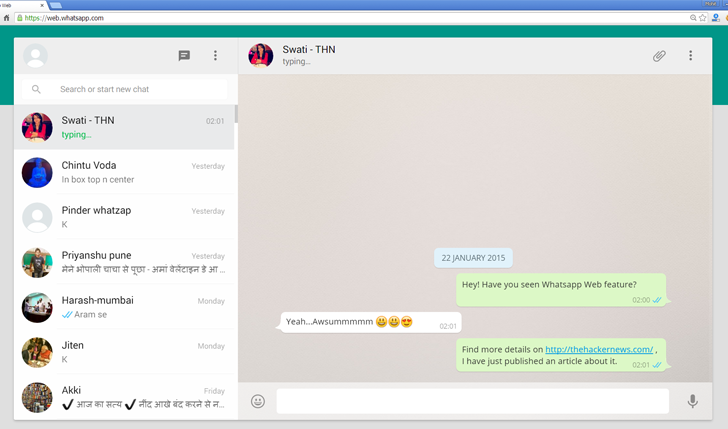 https://web.whatsapp.com
Search or start new chat
Swati - THN
02:01
typing...
Chintu Voda
Yesterday
In box top n center
Pinder whatzap
Yesterday
K
Priyanshu pune
Yesterday
मेने भोपाली चाचा से पूछा - अमां वेलेंटाइन डे आ ...
Harash-mumbai
Monday
Aram se
Jiten
Monday
K
Akki
Friday
आज का सत्य ✔ नींद आखे बंद करने से न...
Swati - THN
typing...
22 JANUARY 2015
Hey! Have you seen Whatsapp Web feature?
02:00
Yeah...Awsummmmm 😃😃😍
02:01
Find more details on http://thehackernews.com/ ,
I have just published an article about it.
02:01